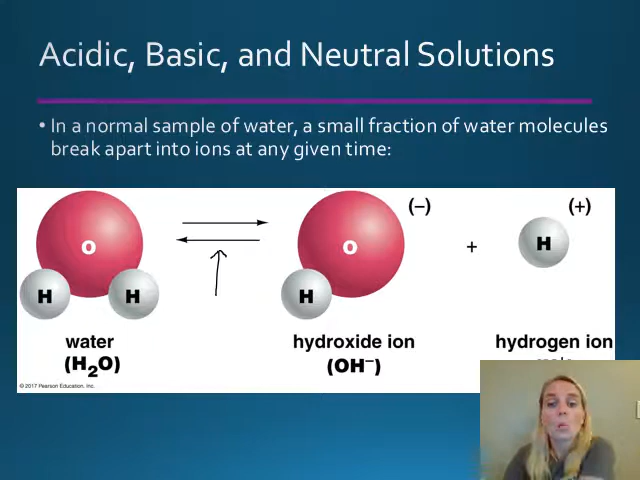 Acidic, Basic, and Neutral Solutions
• In a normal sample of water, a small fraction of water molecules
break apart into ions at any given time:
(–)
(+)
O
O
+
H
H
H
H
water
hydroxide ion
hydrogen ion
(H₂O)
(OH⁻)
© 2017 Pearson Education, Inc.